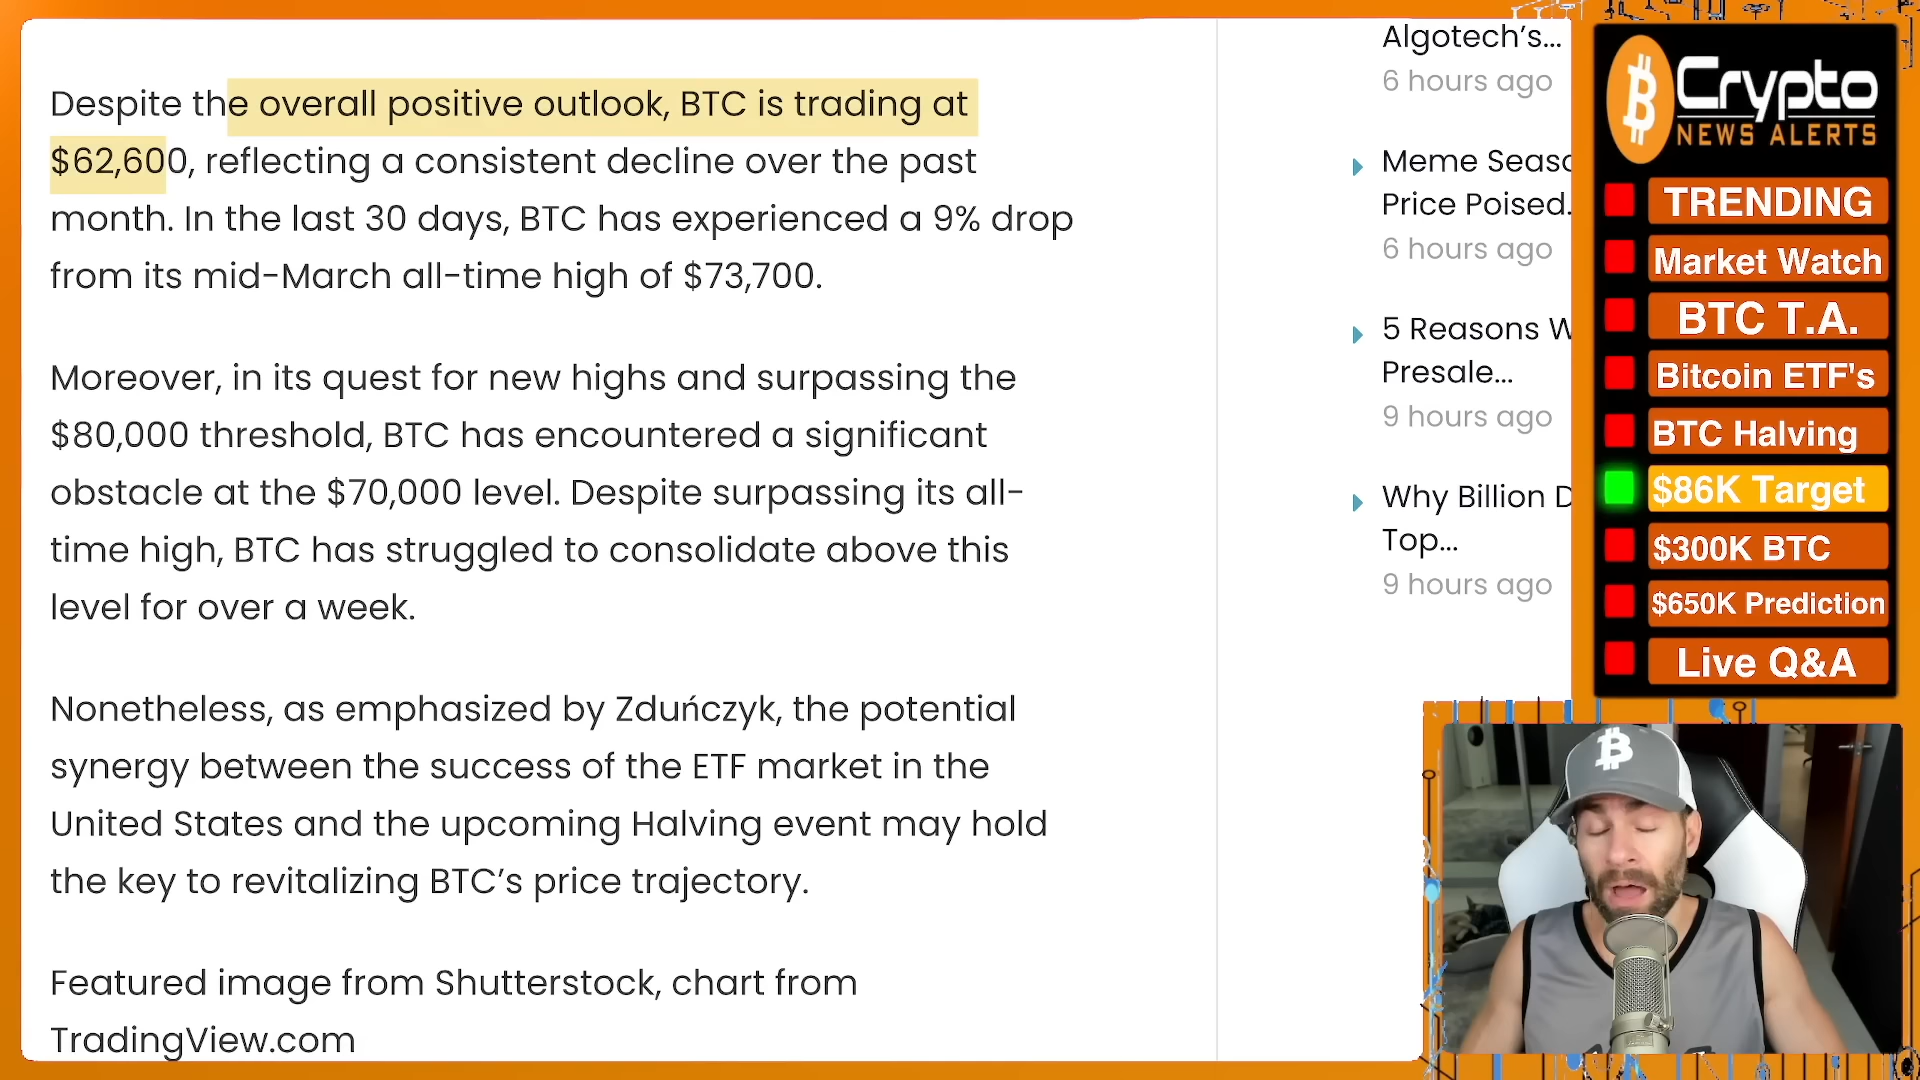 Despite the overall positive outlook, BTC is trading at
$62,600, reflecting a consistent decline over the past
month. In the last 30 days, BTC has experienced a 9% drop
from its mid-March all-time high of $73,700.
Moreover, in its quest for new highs and surpassing the
$80,000 threshold, BTC has encountered a significant
obstacle at the $70,000 level. Despite surpassing its all-
time high, BTC has struggled to consolidate above this
level for over a week.
Nonetheless, as emphasized by Zduńczyk, the potential
synergy between the success of the ETF market in the
United States and the upcoming Halving event may hold
the key to revitalizing BTC’s price trajectory.
Featured image from Shutterstock, chart from
TradingView.com
Algotech’s...
6 hours ago
Meme Seaso
Price Poised.
6 hours ago
5 Reasons W
Presale...
9 hours ago
Why Billion D
Top...
9 hours ago
Crypto
NEWS ALERTS
TRENDING
Market Watch
BTC T.A.
Bitcoin ETF's
BTC Halving
$86K Target
$300K BTC
$650K Prediction
Live Q&A